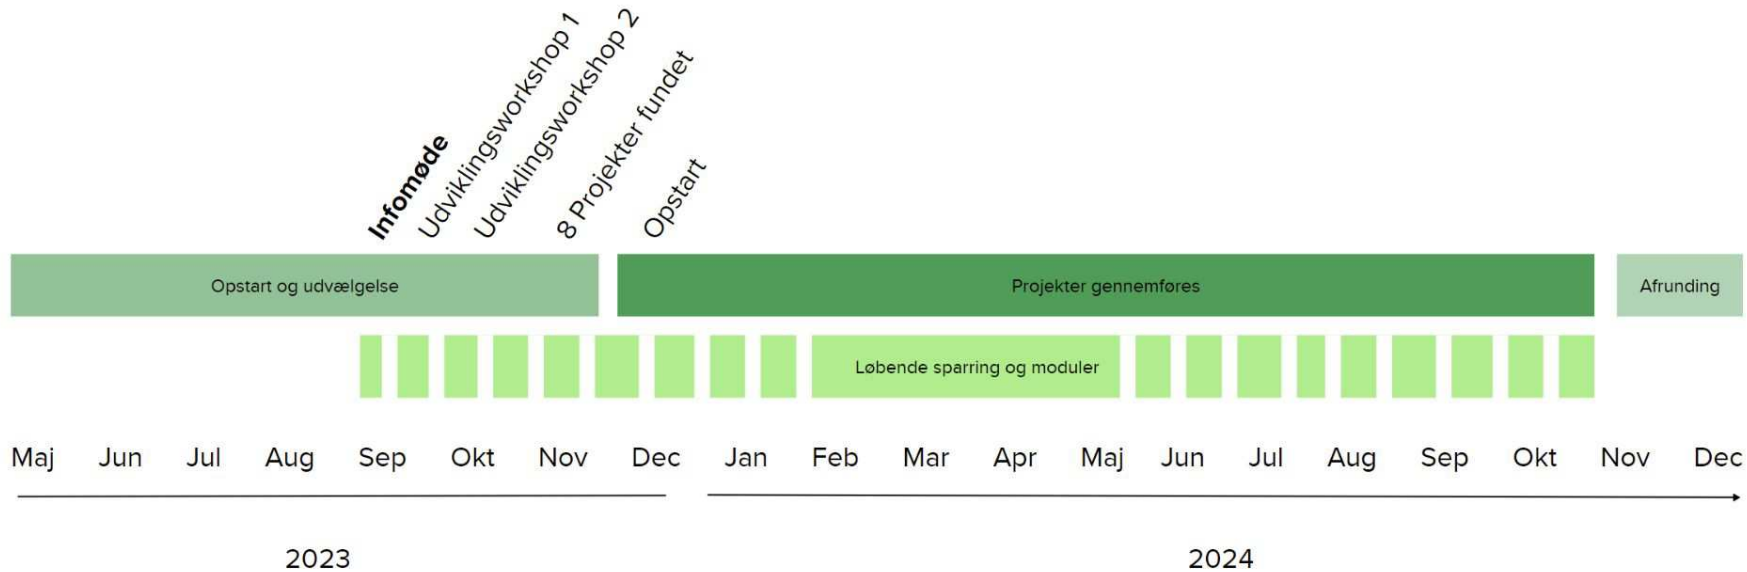 Infomøde
Udviklingsworkshop 1
Udviklingsworkshop 2
8 Projekter fundet
Opstart
Opstart og udvælgelse
Projekter gennemføres
Afrunding
Løbende sparring og moduler
Maj Jun Jul Aug Sep Okt Nov Dec Jan Feb Mar Apr Maj Jun Jul Aug Sep Okt Nov Dec
2023 2024